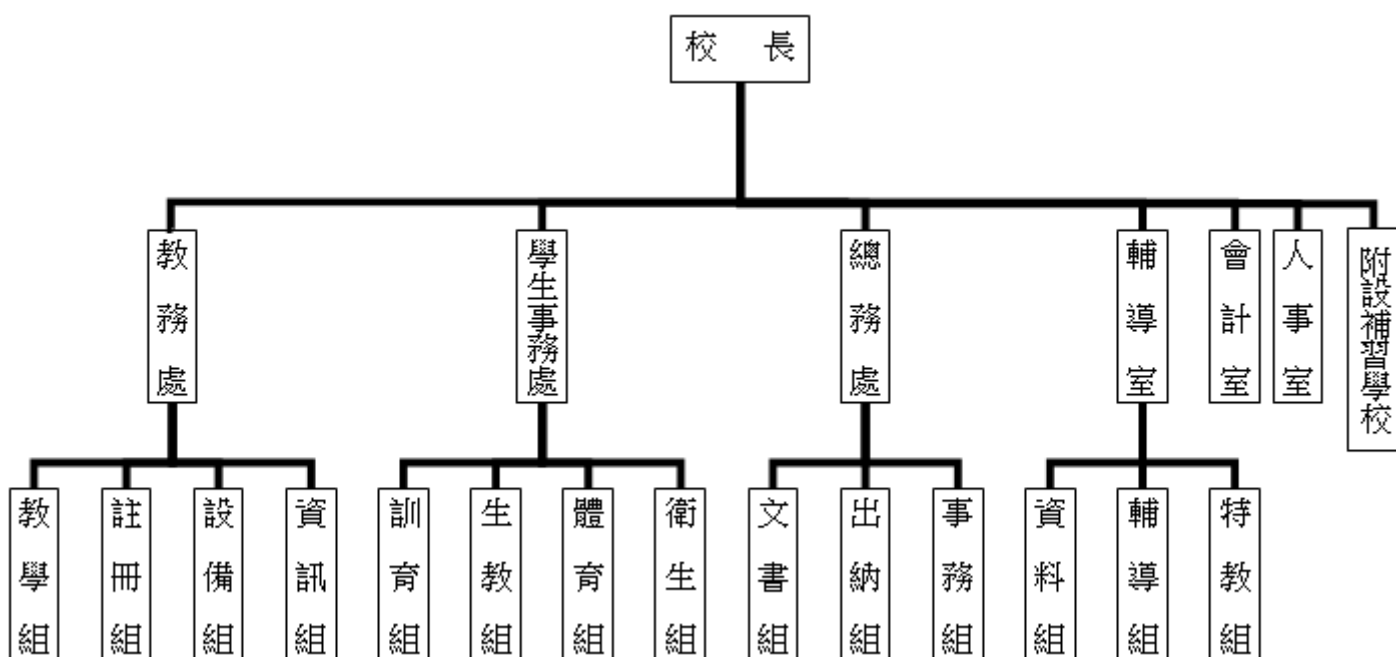 校長
教務處
學生事務處
總務處
輔導室
會計室
人事室
附設補習學校
教學組
註冊組
設備組
資訊組
訓育組
生教組
體育組
衛生組
文書組
出納組
事務組
資料組
輔導組
特教組